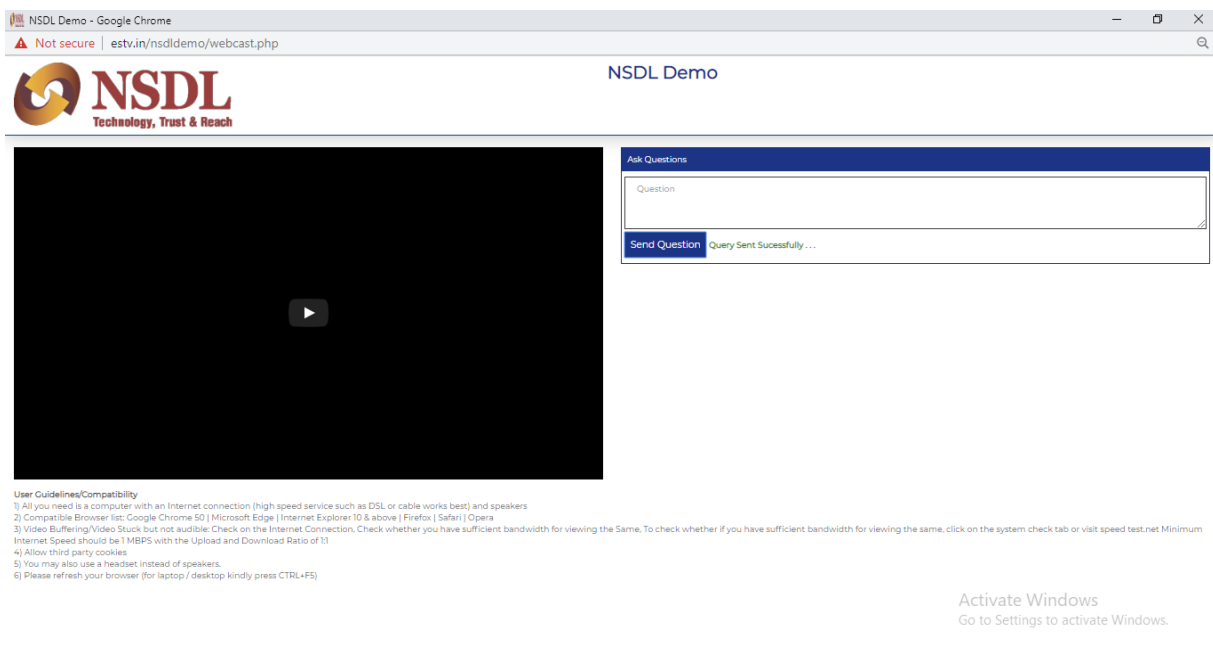 NSDL Demo - Google Chrome
Not secure | estv.in/nsdldemo/webcast.php
NSDL
Technology, Trust & Reach
NSDL Demo
Ask Questions
Question
Send Question Query Sent Sucessfully . . .
User Guidelines/Compatibility
1) All you need is a computer with an Internet connection (high speed service such as DSL or cable works best) and speakers
2) Compatible Browser list: Google Chrome 50 | Microsoft Edge | Internet Explorer 10 & above | Firefox | Safari | Opera
3) Video Buffering/Video Stuck but not audible: Check on the Internet Connection, Check whether you have sufficient bandwidth for viewing the Same, To check whether if you have sufficient bandwidth for viewing the same, click on the system check tab or visit speed test.net Minimum
Internet Speed should be 1 MBPS with the Upload and Download Ratio of 1:1
4) Allow third party cookies
5) You may also use a headset instead of speakers.
6) Please refresh your browser (for laptop / desktop kindly press CTRL+F5)
Activate Windows
Go to Settings to activate Windows.